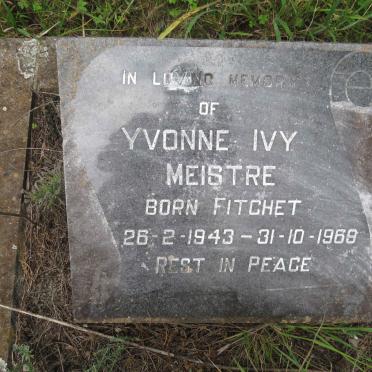 IN LOVING MEMORY
OF
YVONNE IVY
MEISTRE
BORN FITCHET
26-2-1943 – 31-10-1969
REST IN PEACE